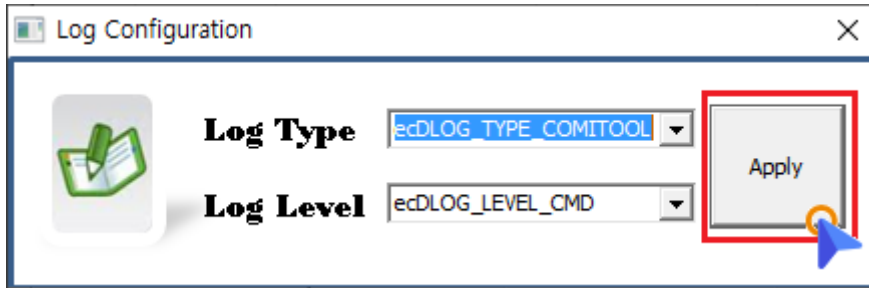 Log Configuration
Log Type ecDLOG_TYPE_COMITOOL
Apply
Log Level ecDLOG_LEVEL_CMD